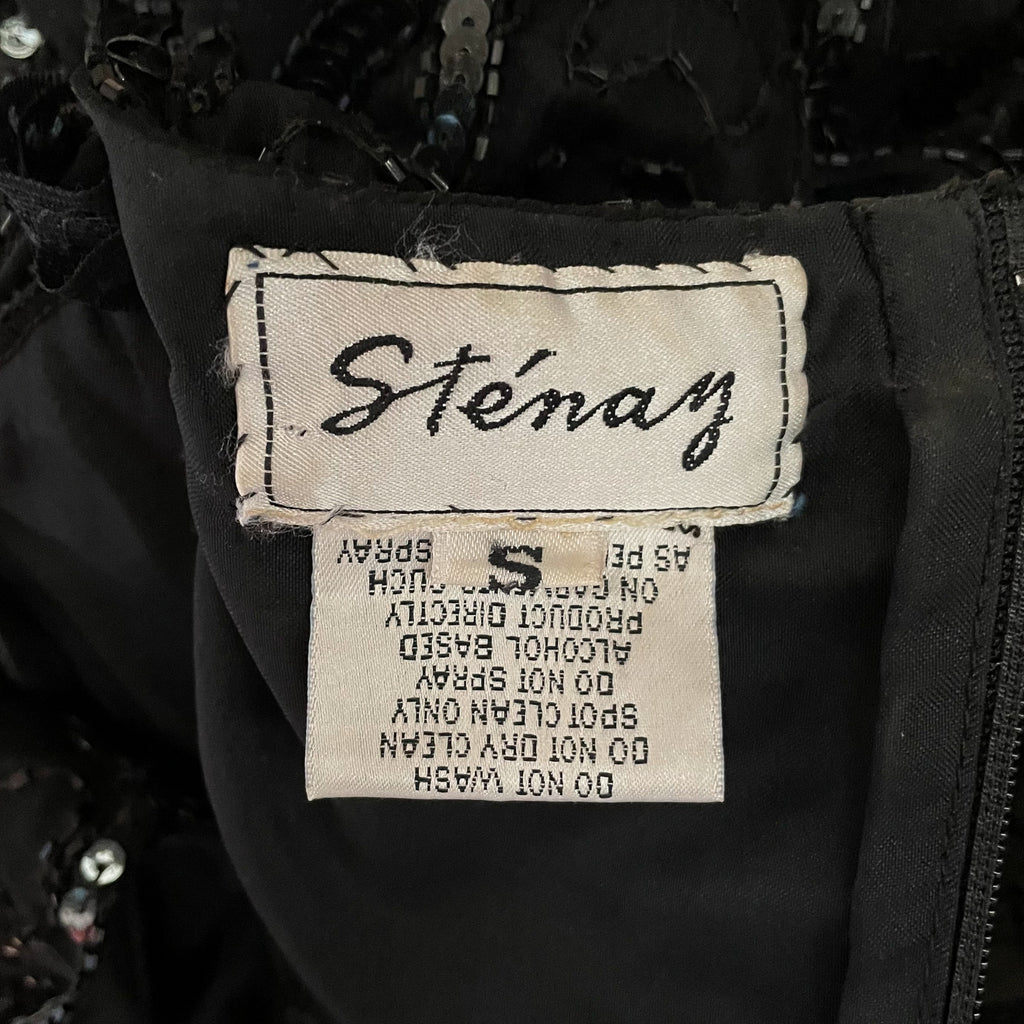 Sténay
S
DO NOT WASH
DO NOT DRY CLEAN
SPOT CLEAN ONLY
DO NOT SPRAY
ALCOHOL BASED
PRODUCT DIRECTLY
ON SUCH
AS SPRAY